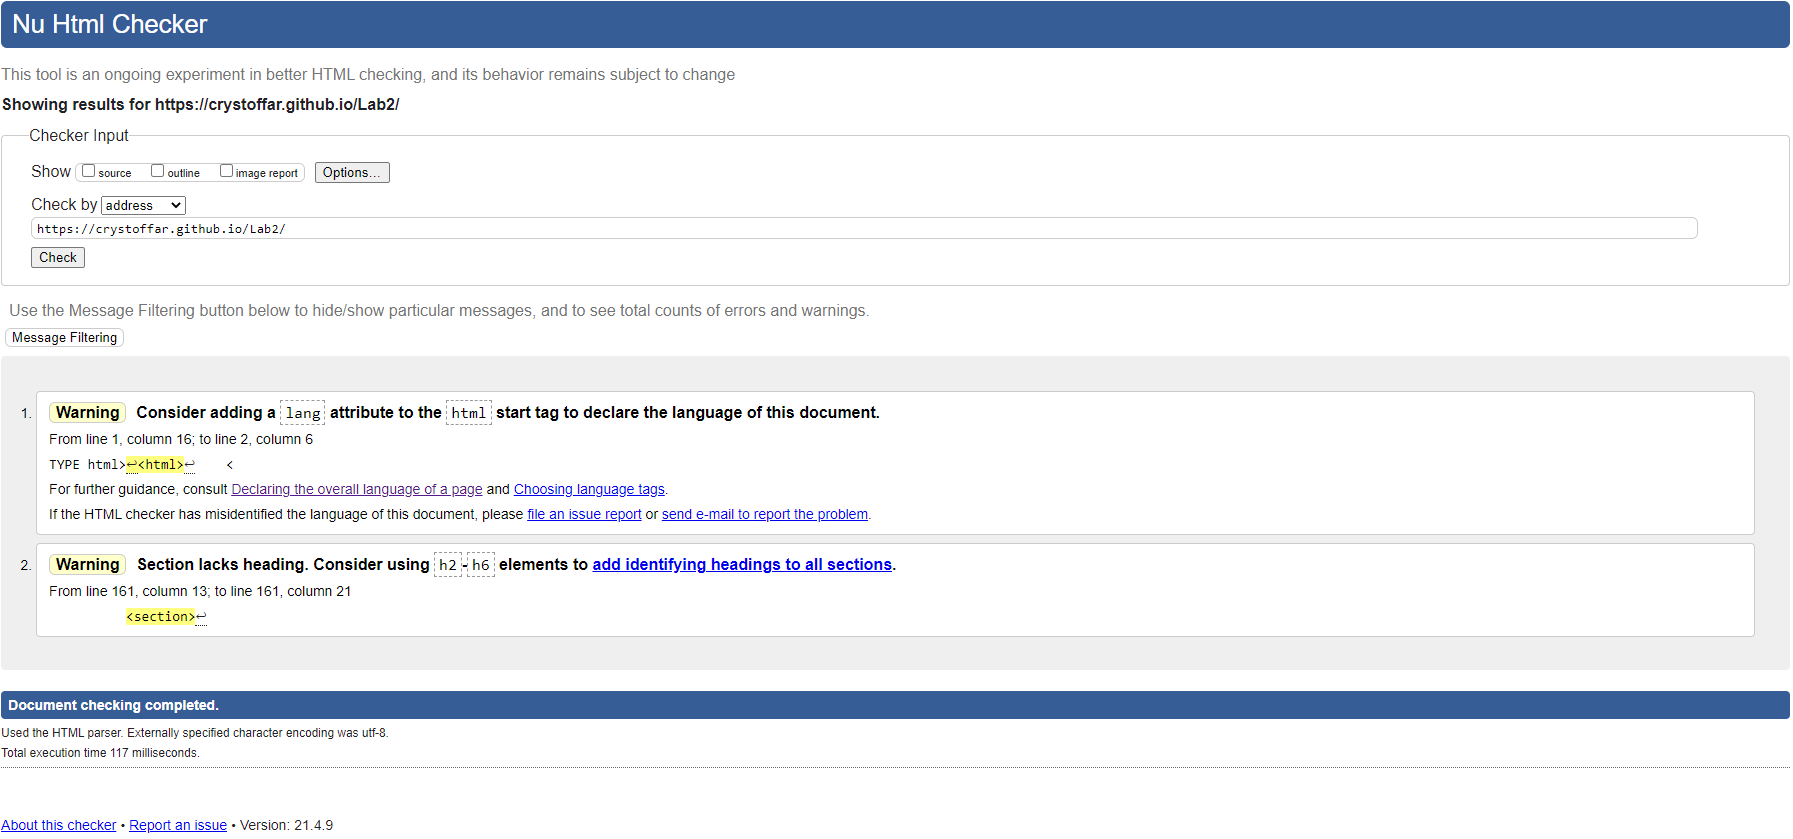 Nu Html Checker
This tool is an ongoing experiment in better HTML checking, and its behavior remains subject to change
Showing results for https://crystoffar.github.io/Lab2/
Checker Input
Show source outline image report Options...
Check by address
https://crystoffar.github.io/Lab2/
Check
Use the Message Filtering button below to hide/show particular messages, and to see total counts of errors and warnings.
Message Filtering
1. Warning Consider adding a lang attribute to the html start tag to declare the language of this document.
From line 1, column 16; to line 2, column 6
TYPE html>↩<html>↩ <
For further guidance, consult Declaring the overall language of a page and Choosing language tags.
If the HTML checker has misidentified the language of this document, please file an issue report or send e-mail to report the problem.
2. Warning Section lacks heading. Consider using h2-h6 elements to add identifying headings to all sections.
From line 161, column 13; to line 161, column 21
<section>↩
Document checking completed.
Used the HTML parser. Externally specified character encoding was utf-8.
Total execution time 117 milliseconds.
About this checker • Report an issue • Version: 21.4.9